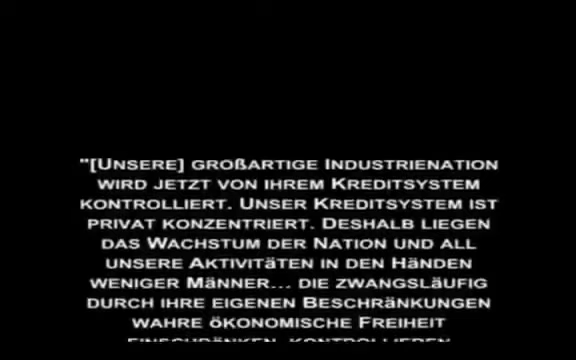 "[UNSERE] GROßARTIGE INDUSTRIENATION
WIRD JETZT VON IHREM KREDITSYSTEM
KONTROLLIERT. UNSER KREDITSYSTEM IST
PRIVAT KONZENTRIERT. DESHALB LIEGEN
DAS WACHSTUM DER NATION UND ALL
UNSERE AKTIVITäTEN IN DEN HäNDEN
WENIGER MäNNER... DIE ZWANGSLäUFIG
DURCH IHRE EIGENEN BESCHRäNKUNGEN
WAHRE öKONOMISCHE FREIHEIT
EINSCHRäNKEN, KONTROLLIEREN